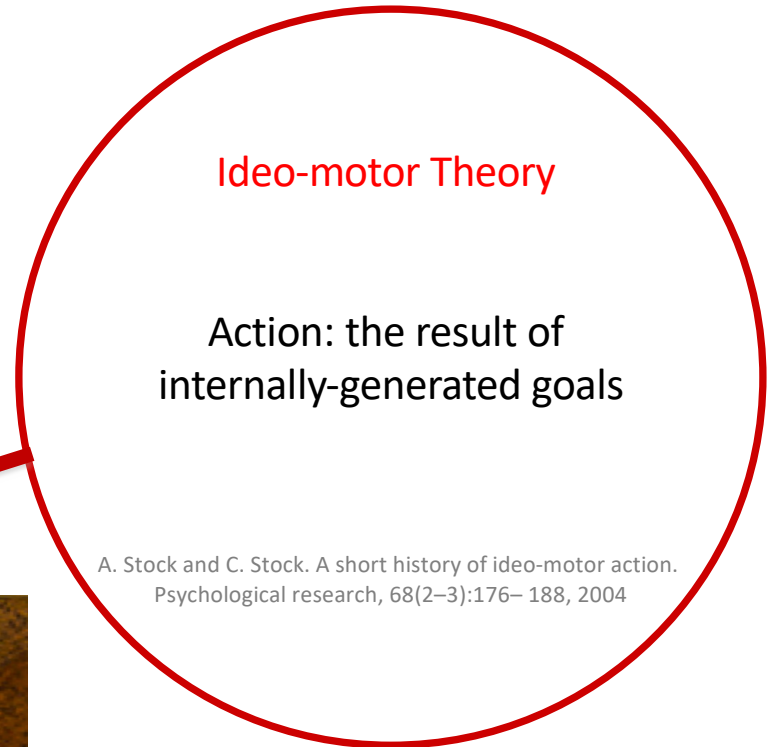 Ideo-motor Theory
Action: the result of
internally-generated goals
A. Stock and C. Stock. A short history of ideo-motor action.
Psychological research, 68(2–3):176– 188, 2004